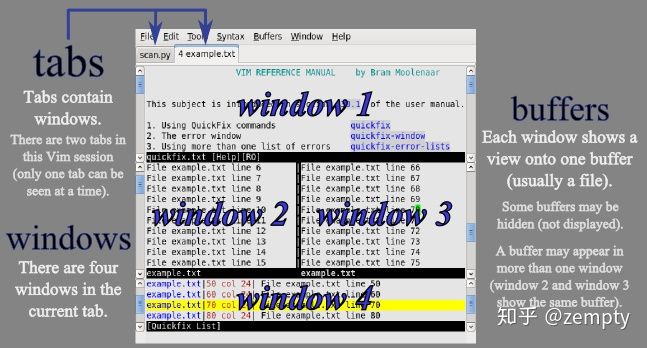 File Edit Tools Syntax Buffers Window Help
scan.py 4 example.txt
tabs
Tabs contain
windows.
There are two tabs in
this Vim session
(only one tab can be
seen at a time).
windows
There are four
windows in the
current tab.
VIM REFERENCE MANUAL by Bram Moolenaar
window 1
This subject is of the user manual.
1. Using QuickFix commands quickfix
2. The error window quickfix-window
3. Using more than one list of errors quickfix-error-lists
quickfix.txt [Help][RO]
File example.txt line 6 File example.txt line 66
File example.txt line 7 File example.txt line 67
File example.txt line 8 File example.txt line 68
File example.txt line 9 File example.txt line 69
window 2 window 3
File example.txt line 12 File example.txt line 72
File example.txt line 13 File example.txt line 73
File example.txt line 14 File example.txt line 74
File example.txt line 15 File example.txt line 75
example.txt example.txt
example.txt|50 col 24| File example.txt line 50
example.txt|60 col 24| File example.txt line 60
example.txt|70 col 24| File example.txt line 70
example.txt|80 col 24| File example.txt line 80
window 4
[Quickfix List]
buffers
Each window shows a
view onto one buffer
(usually a file).
Some buffers may be
hidden (not displayed).
A buffer may appear in
more than one window
(window 2 and window 3
show the same buffer).
知乎 @zempty